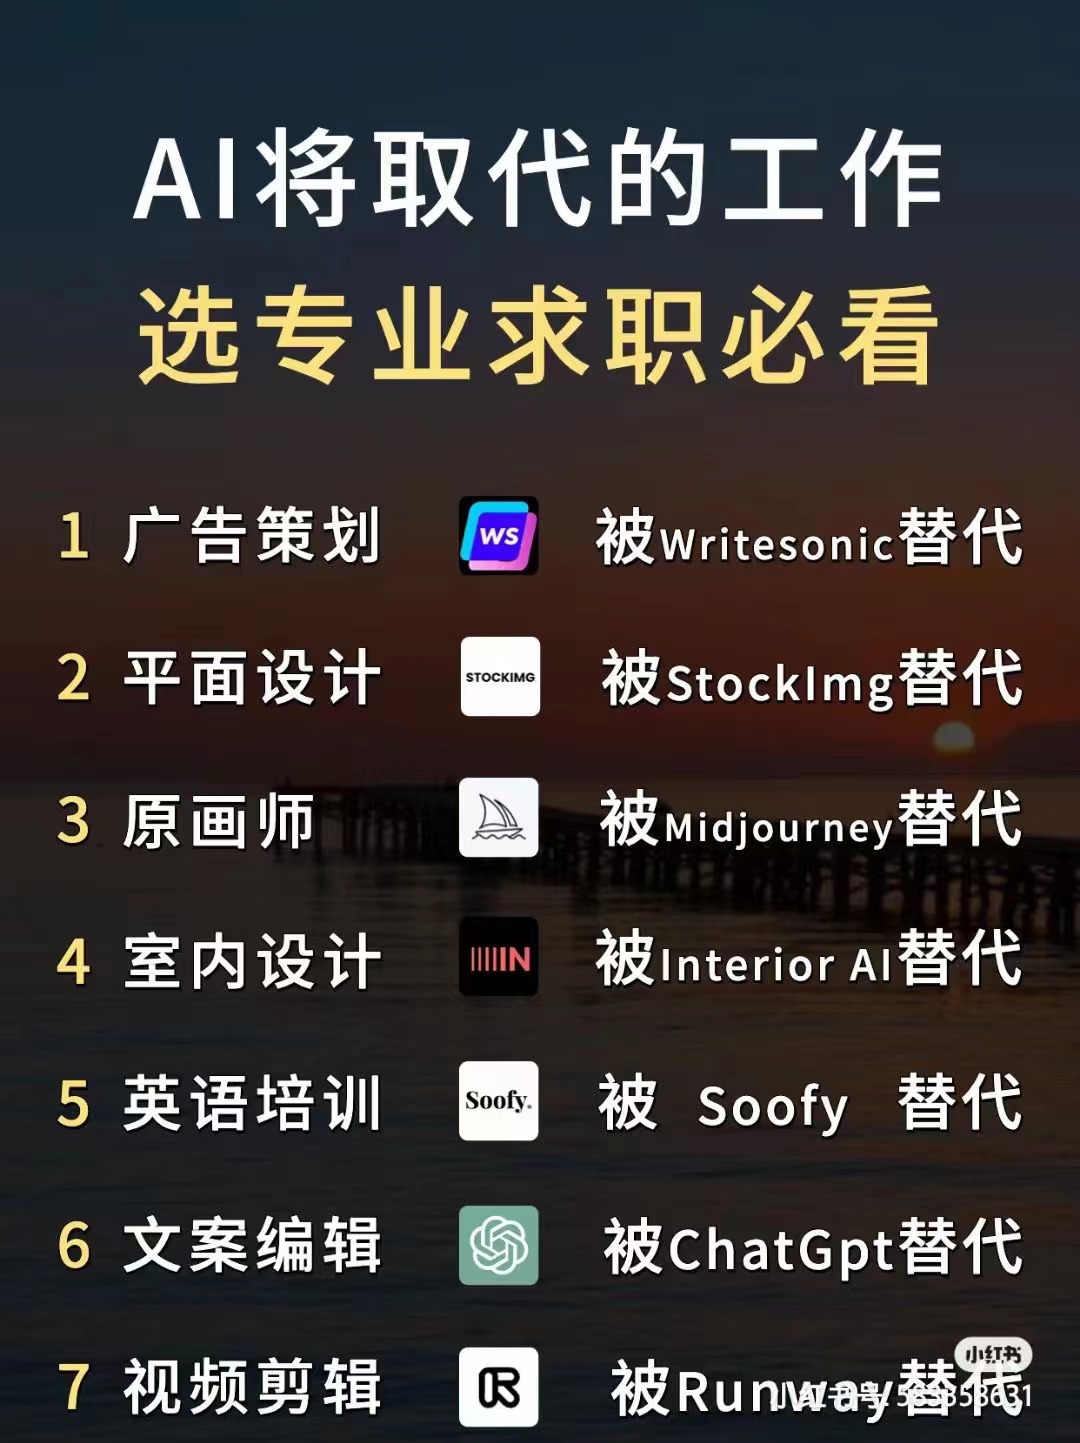 AI将取代的工作
选专业求职必看
1 广告策划 WS 被Writesonic替代
2 平面设计 STOCKIMG 被StockImg替代
3 原画师 被Midjourney替代
4 室内设计 IN 被Interior AI替代
5 英语培训 Soofy. 被 Soofy 替代
6 文案编辑 被ChatGpt替代
小红书
7 视频剪辑 R 被Runway替代
小红书号: